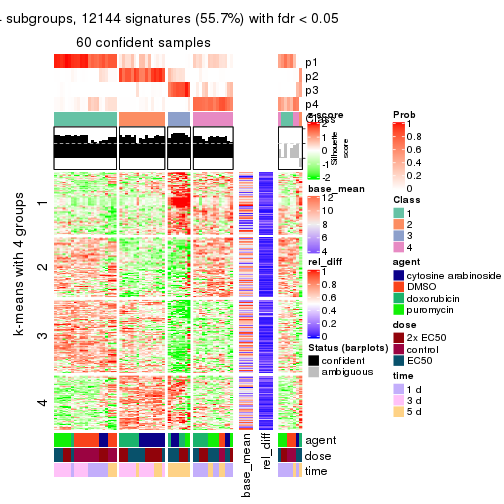 subgroups, 12144 signatures (55.7%) with fdr < 0.05
60 confident samples
p1
p2
p3
p4
Class
z-score
2
1
0
-1
-2
Silhouette
score
1
2
3
4
k-means with 4 groups
base_mean
12
10
8
6
4
rel_diff
1
0.8
0.6
0.4
0.2
0
Status (barplots)
confident
ambiguous
Prob
1
0.8
0.6
0.4
0.2
0
Class
1
2
3
4
agent
cytosine arabinoside
DMSO
doxorubicin
puromycin
dose
2x EC50
control
EC50
time
1 d
3 d
5 d
agent
dose
time
base_mean
rel_diff